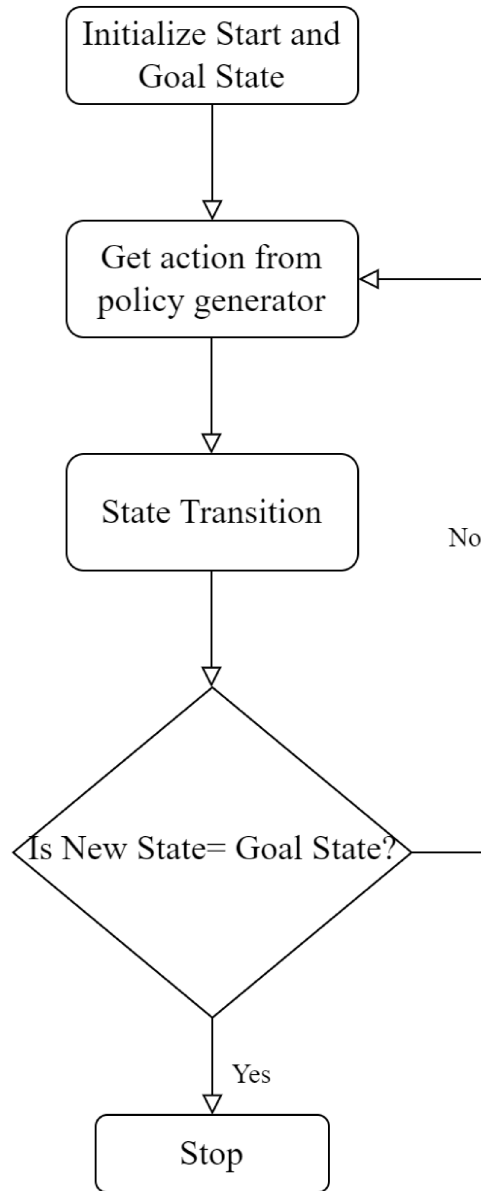 Initialize Start and
Goal State
Get action from
policy generator
State Transition
No
Is New State= Goal State?
Yes
Stop